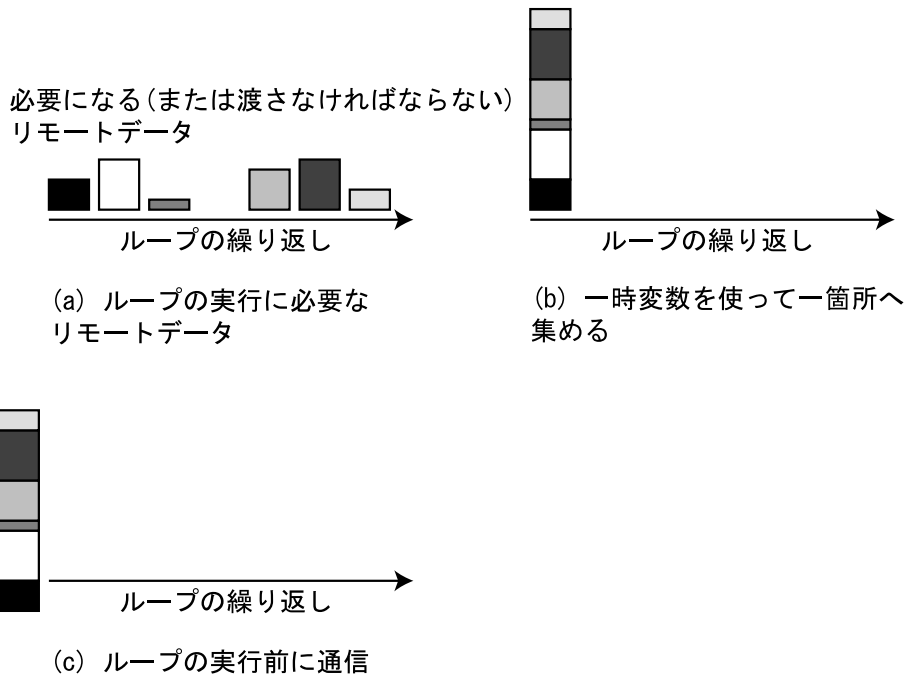 必要になる(または渡さなければならない)
リモートデータ
ループの繰り返し
(a) ループの実行に必要な
リモートデータ
ループの繰り返し
(b) 一時変数を使って一箇所へ
集める
ループの繰り返し
(c) ループの実行前に通信